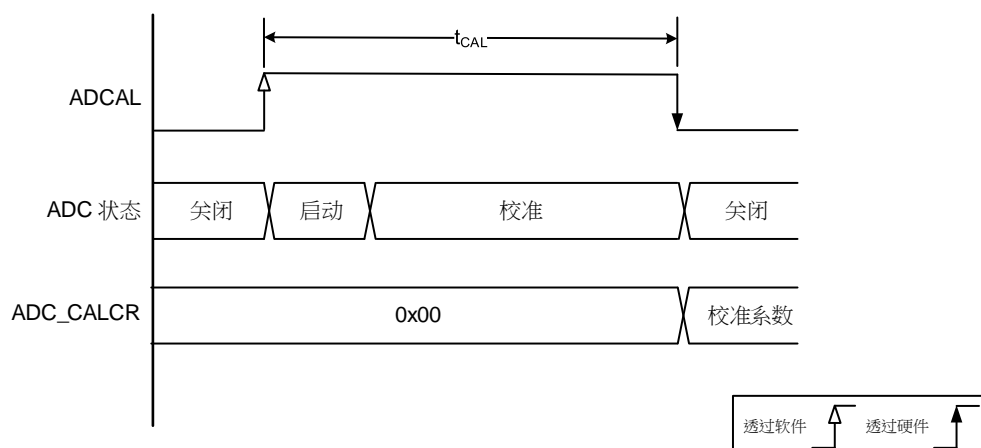 t_CAL
ADCAL
ADC 状态 关闭 启动 校准 关闭
ADC_CALCR 0x00 校准系数
透过软件 透过硬件